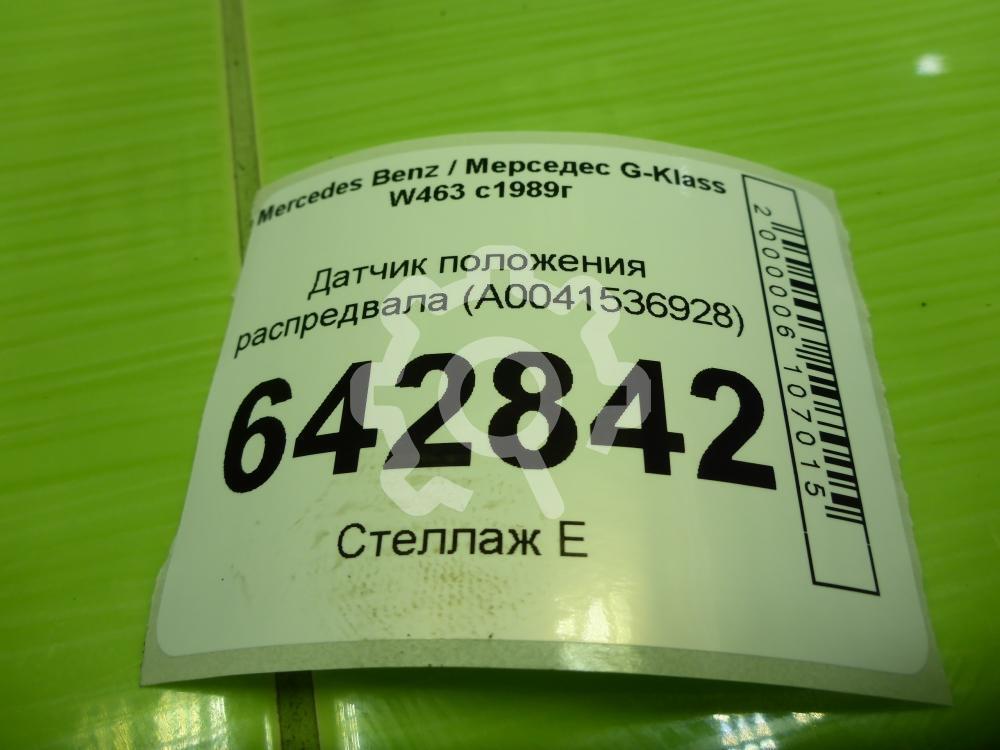 Mercedes Benz / Мерседес G-Klass
W463 с1989г
Датчик положения
распредвала (A0041536928)
642842
Стеллаж Е
2000006107015